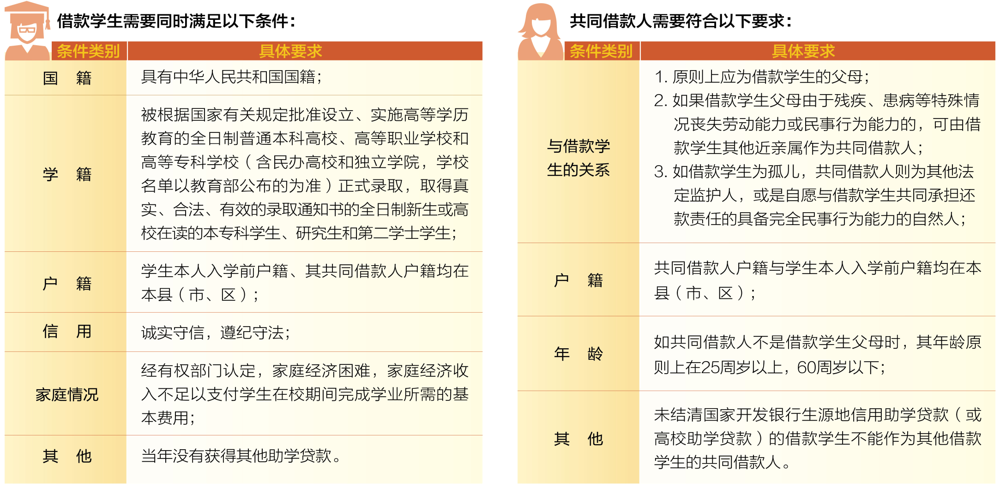 借款学生需要同时满足以下条件：
条件类别 具体要求
国 籍 具有中华人民共和国国籍；
学 籍
被根据国家有关规定批准设立、实施高等学历
教育的全日制普通本科高校、高等职业学校和
高等专科学校（含民办高校和独立学院，学校
名单以教育部公布的为准）正式录取，取得真
实、合法、有效的录取通知书的全日制新生或高
校在读的本专科学生、研究生和第二学士学生；
户 籍
学生本人入学前户籍、其共同借款人户籍均在
本县（市、区）；
信 用 诚实守信，遵纪守法；
家庭情况
经有权部门认定，家庭经济困难，家庭经济收
入不足以支付学生在校期间完成学业所需的基
本费用；
其 他 当年没有获得其他助学贷款。
共同借款人需要符合以下要求：
条件类别 具体要求
与借款学
生的关系
1. 原则上应为借款学生的父母；
2. 如果借款学生父母由于残疾、患病等特殊情
况丧失劳动能力或民事行为能力的，可由借
款学生其他近亲属作为共同借款人；
3. 如借款学生为孤儿，共同借款人则为其他法
定监护人，或是自愿与借款学生共同承担还
款责任的具备完全民事行为能力的自然人；
户 籍
共同借款人户籍与学生本人入学前户籍均在本
县（市、区）；
年 龄
如共同借款人不是借款学生父母时，其年龄原
则上在25周岁以上，60周岁以下；
其 他
未结清国家开发银行生源地信用助学贷款（或
高校助学贷款）的借款学生不能作为其他借款
学生的共同借款人。